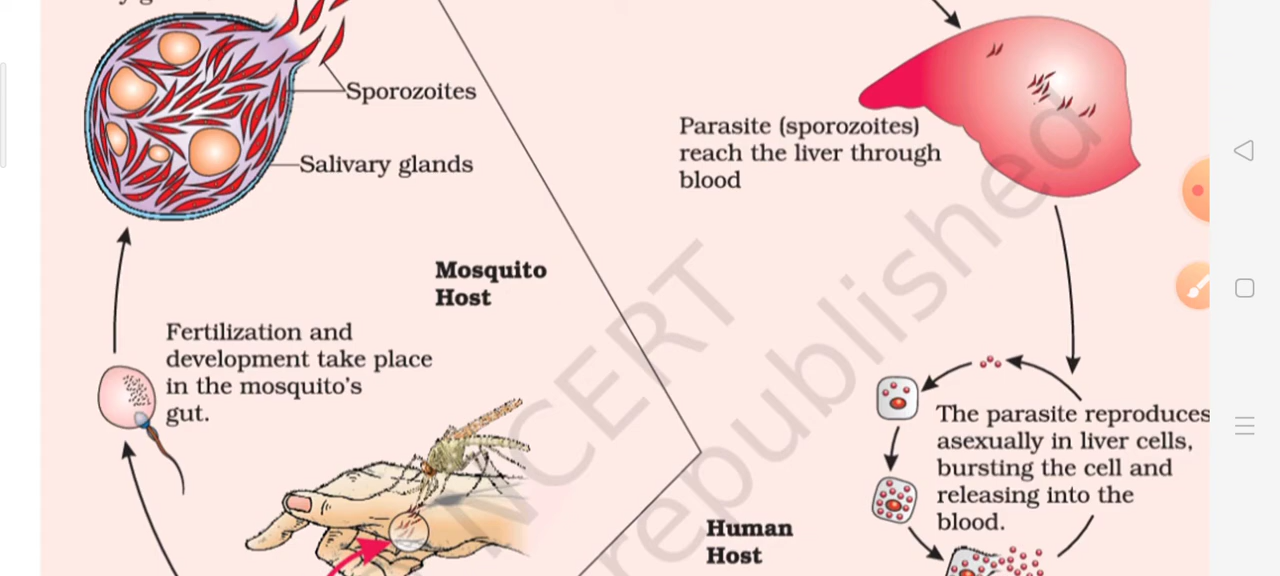 Sporozoites
Salivary glands
Parasite (sporozoites)
reach the liver through
blood
Mosquito
Host
Fertilization and
development take place
in the mosquito's
gut.
The parasite reproduces
asexually in liver cells,
bursting the cell and
releasing into the
blood.
Human
Host
NCERT
republished